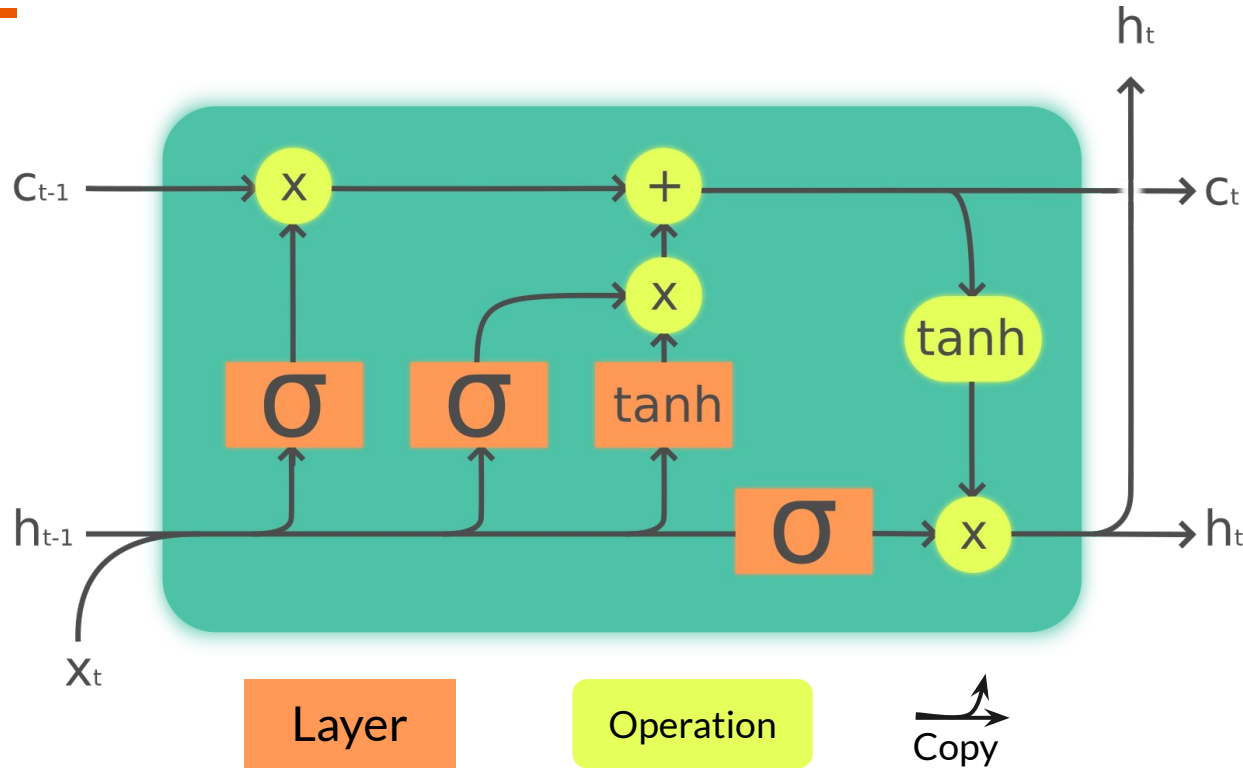 hₜ
cₜ₋₁
x
+
cₜ
x
tanh
σ
σ
tanh
hₜ₋₁
σ
x
hₜ
xₜ
Layer
Operation
Copy